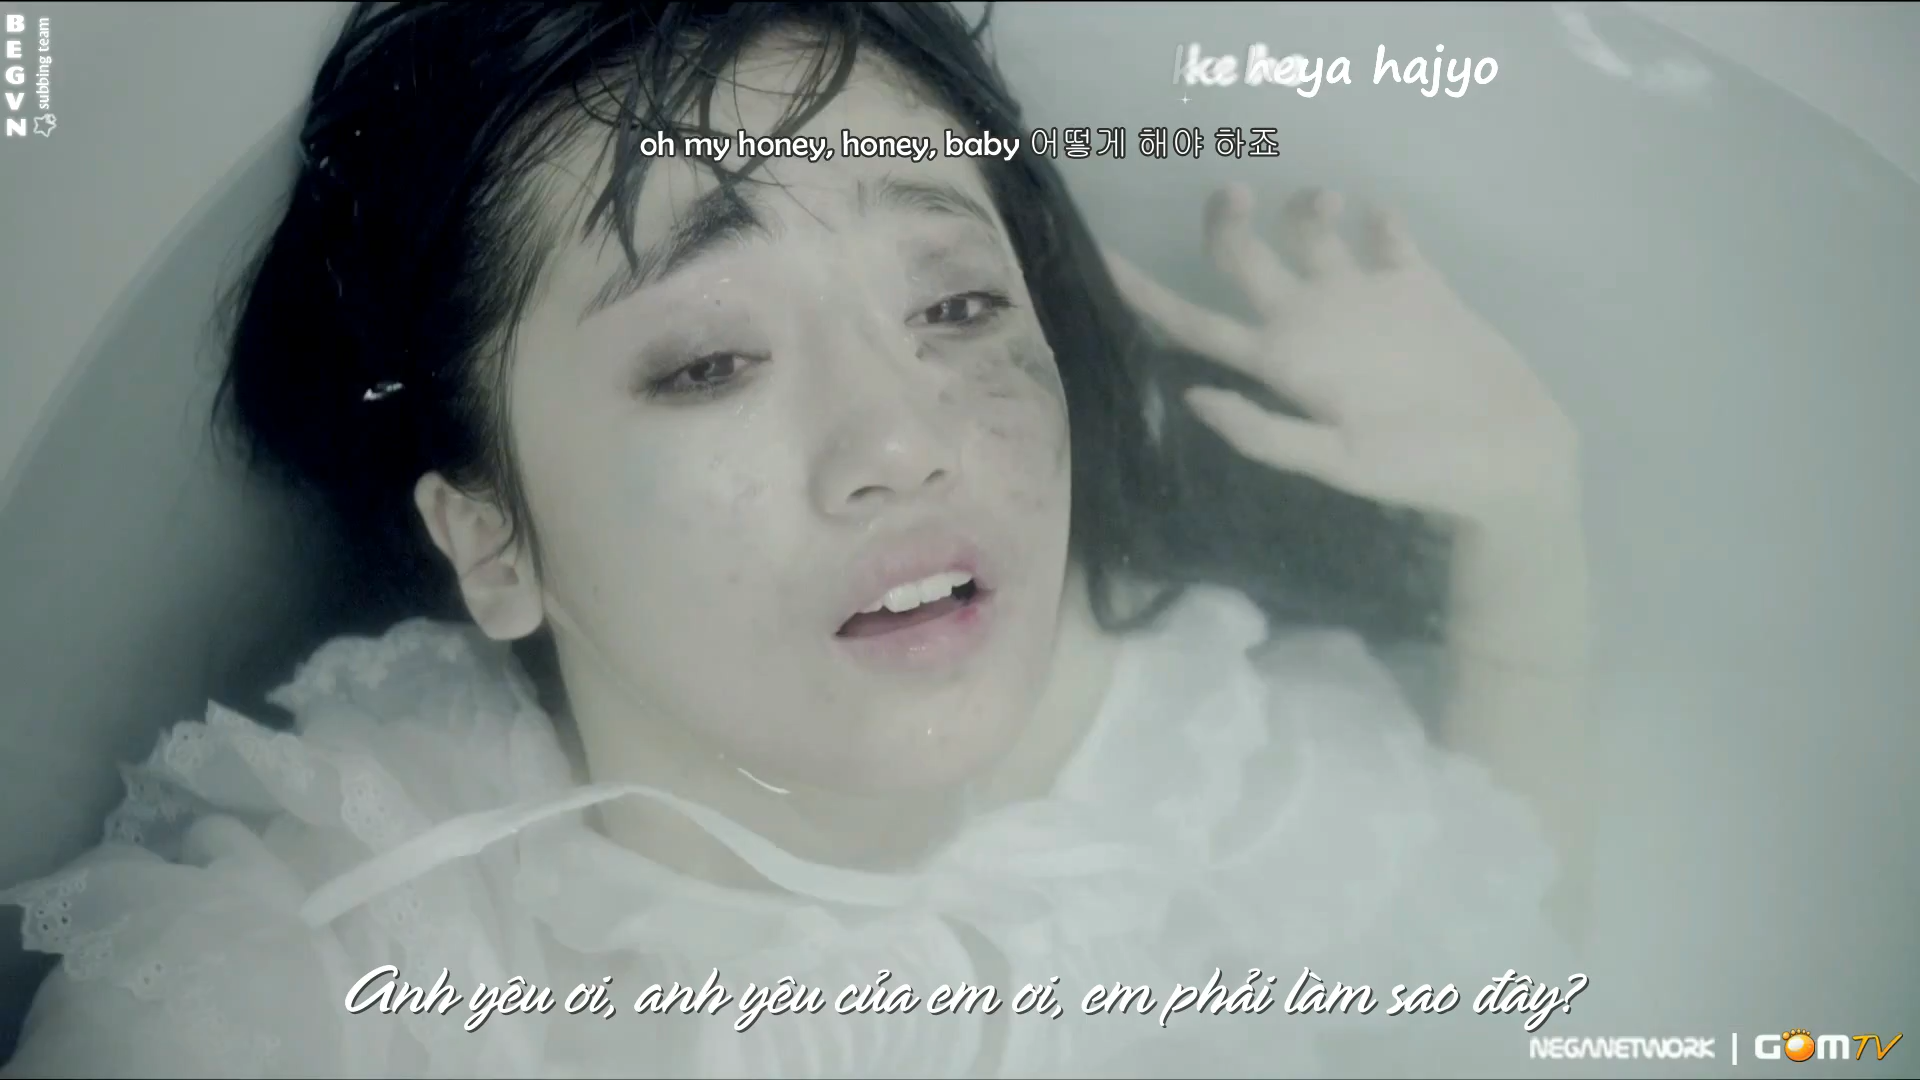 BEGVN
subbing team
heya hajyo
oh my honey, honey, baby 어떻게 해야 하죠
Anh yêu ơi, anh yêu của em ơi, em phải làm sao đây?
NEGANETWORK | GOMTV